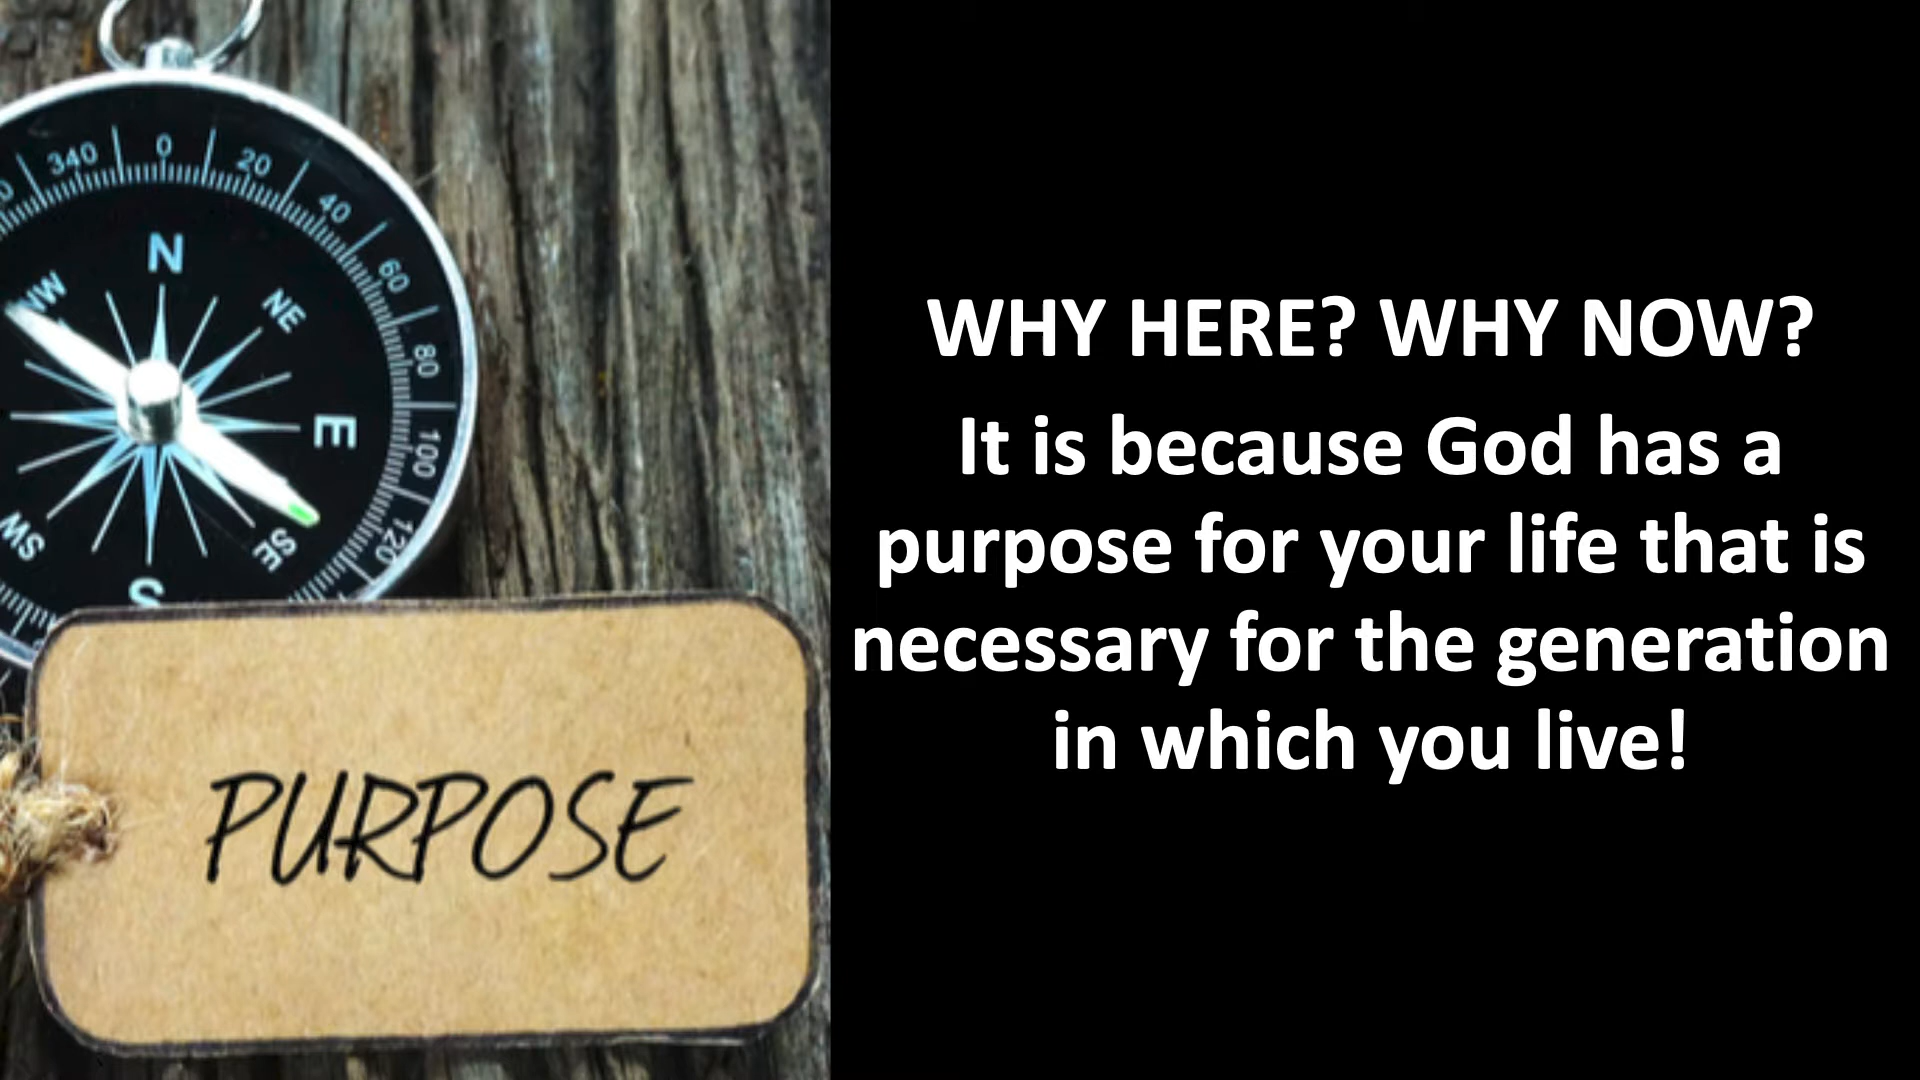 340 0 20 40 60 80 100 120
N
NW NE
E
SW SE
S
PURPOSE
WHY HERE? WHY NOW?
It is because God has a
purpose for your life that is
necessary for the generation
in which you live!